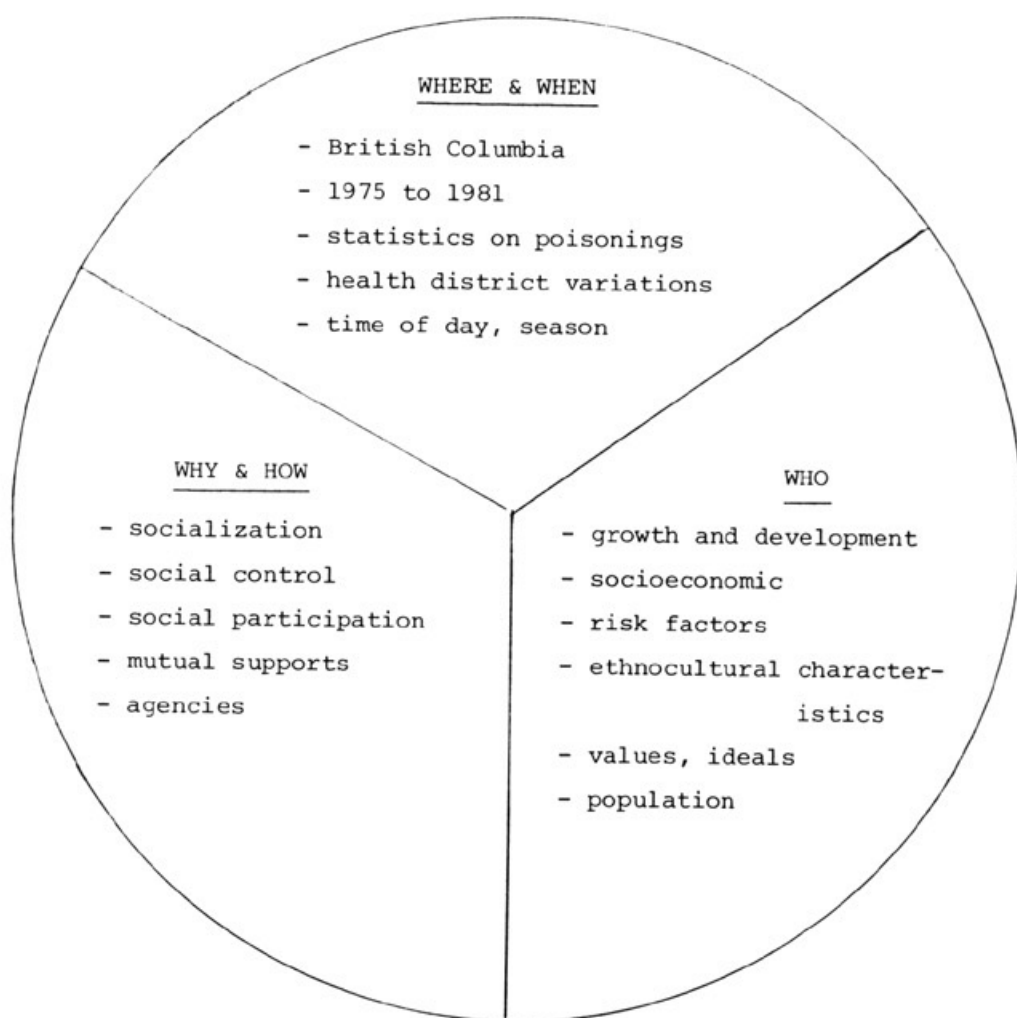 WHERE & WHEN
- British Columbia
- 1975 to 1981
- statistics on poisonings
- health district variations
- time of day, season
WHY & HOW
- socialization
- social control
- social participation
- mutual supports
- agencies
WHO
- growth and development
- socioeconomic
- risk factors
- ethnocultural character-
istics
- values, ideals
- population